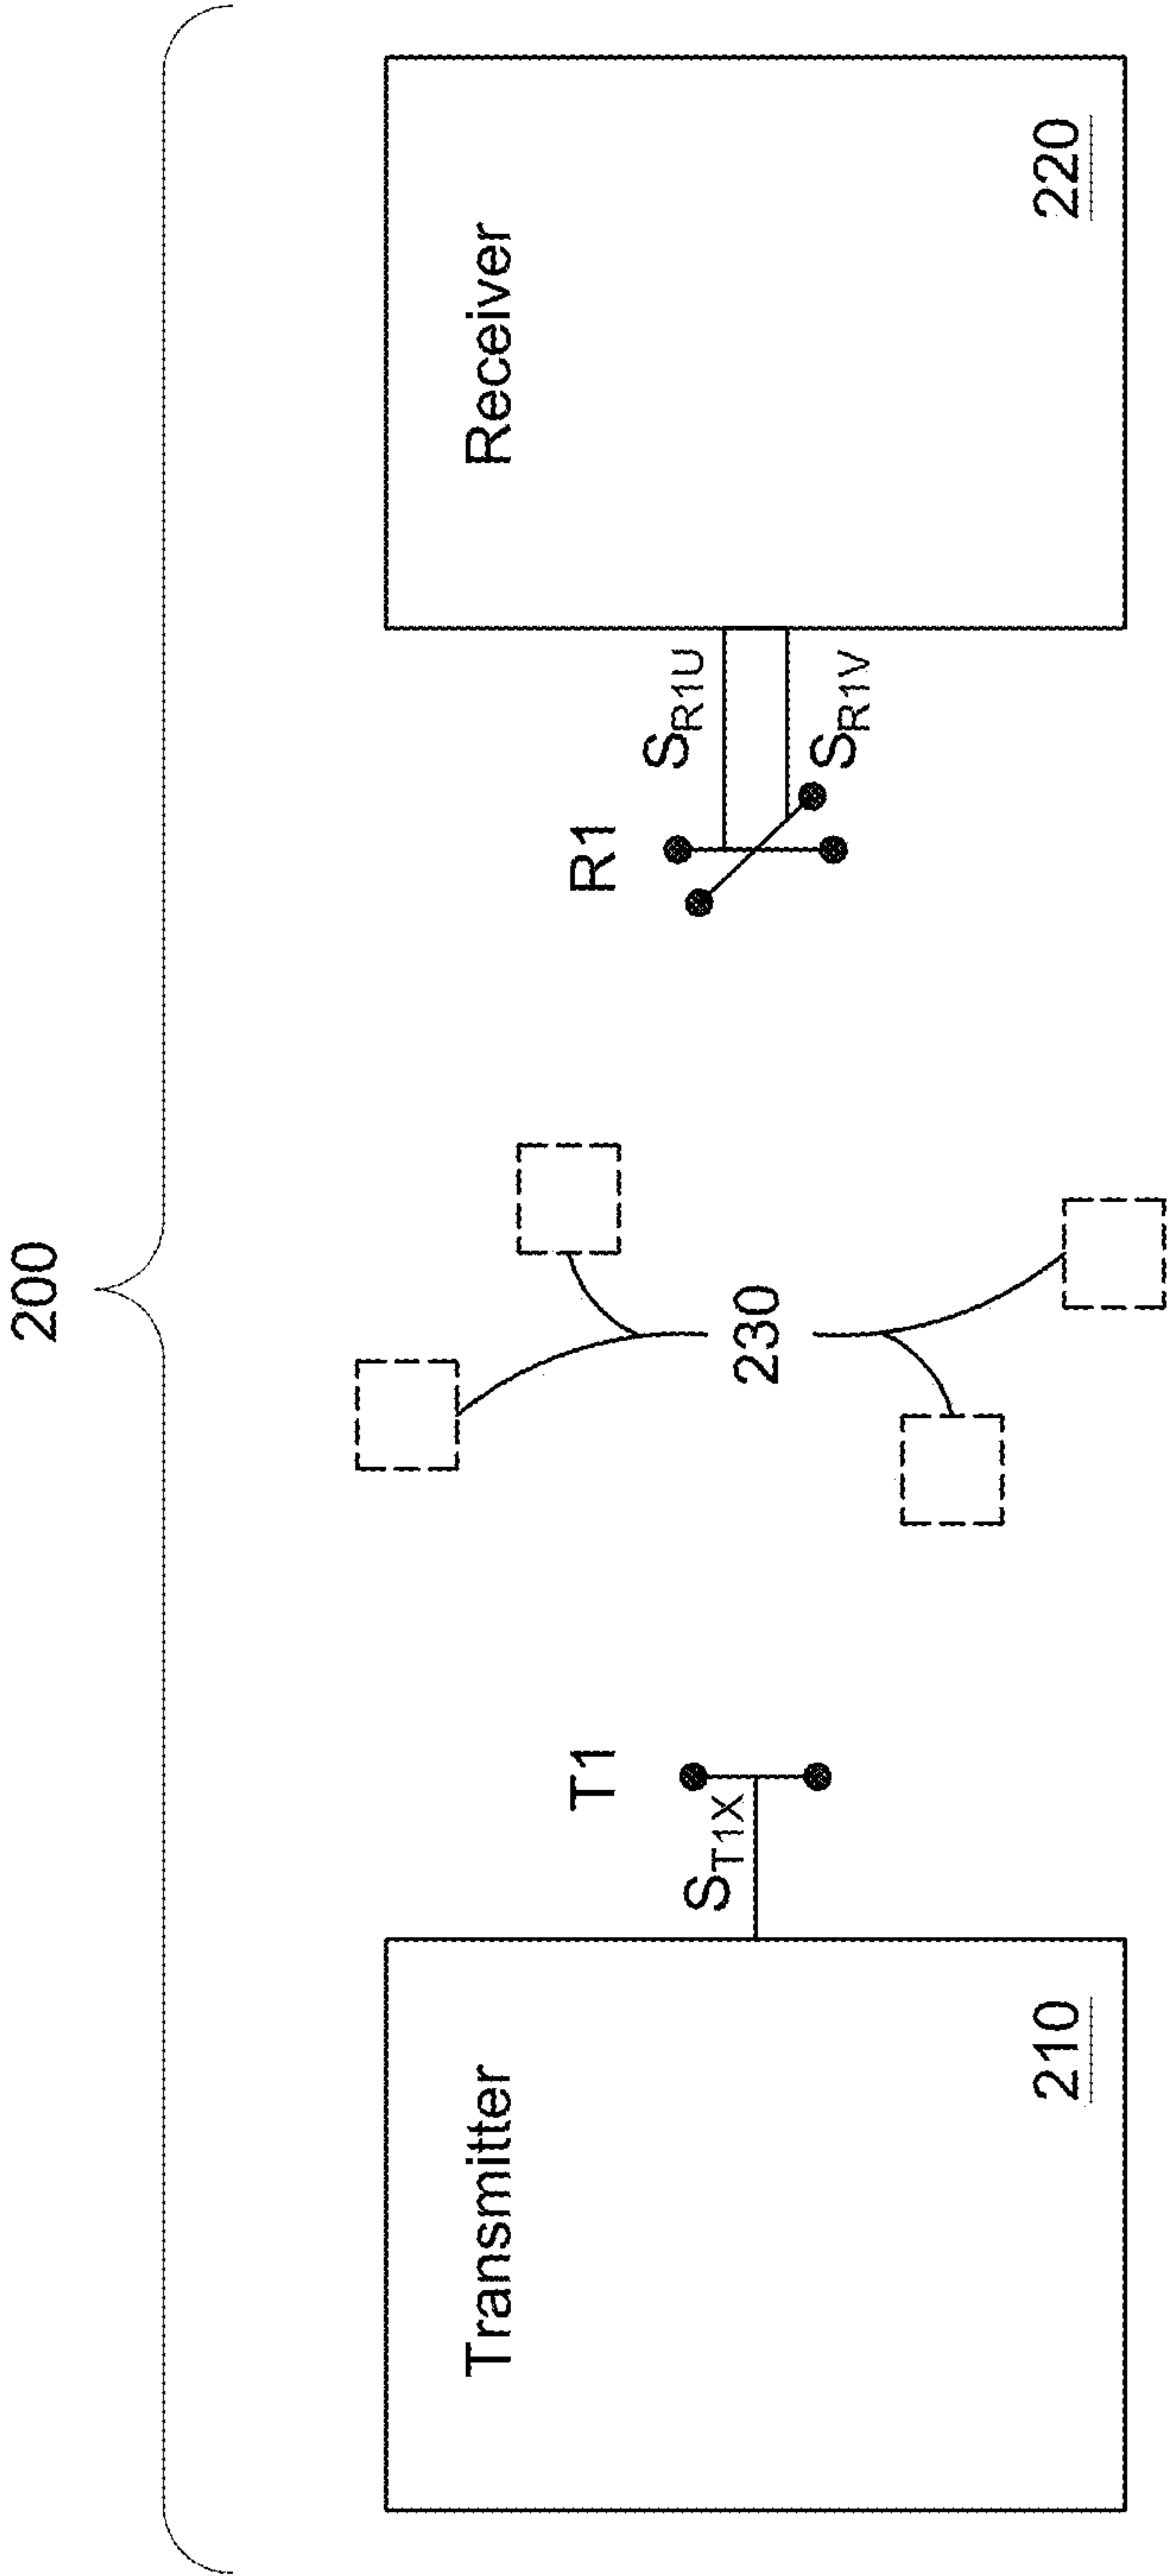 200
Transmitter
210
S_T1X
T1
230
R1
S_R1U
S_R1V
Receiver
220